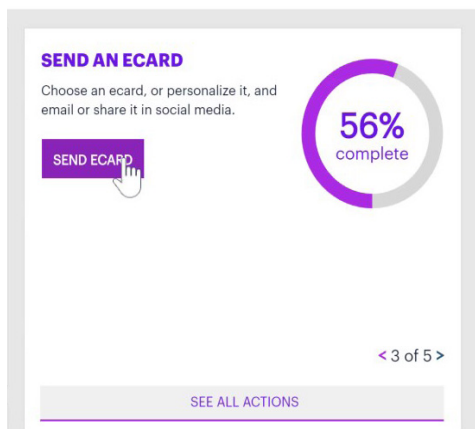 SEND AN ECARD
Choose an ecard, or personalize it, and
email or share it in social media.
SEND ECARD
56%
complete
< 3 of 5 >
SEE ALL ACTIONS